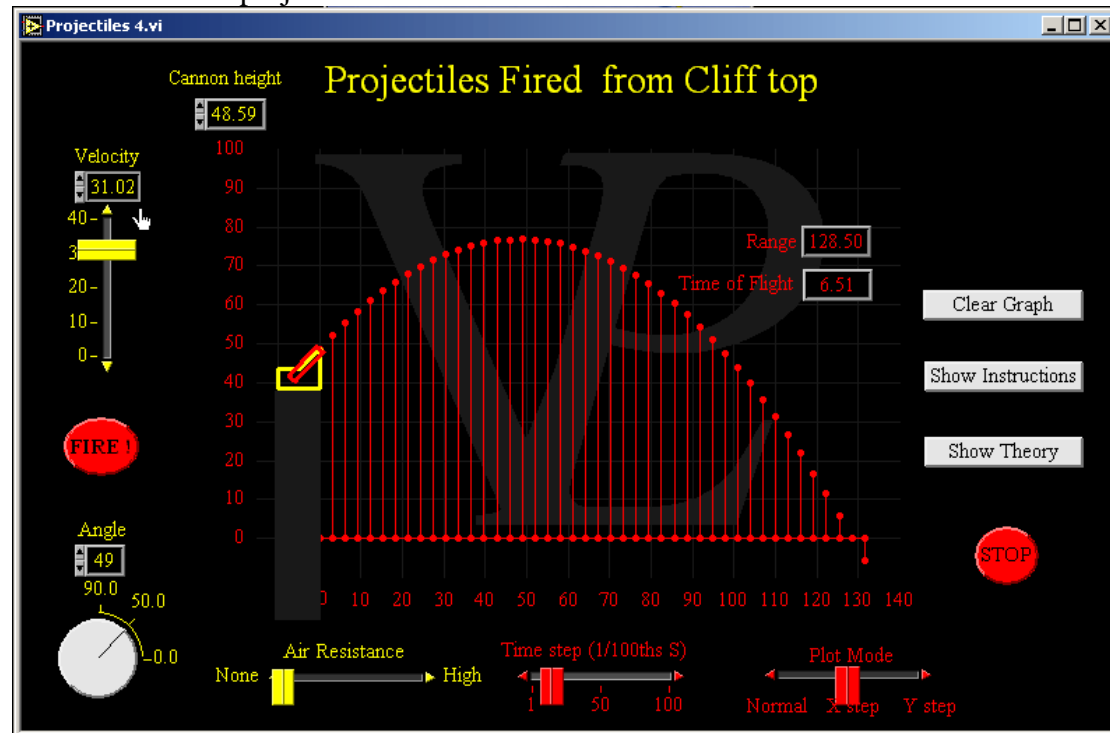 Projectiles 4.vi
Cannon height
48.59
Projectiles Fired from Cliff top
Velocity
31.02
40
20
10
0
100
90
80
70
60
50
40
30
20
10
0
Range 128.50
Time of Flight 6.51
Clear Graph
Show Instructions
Show Theory
FIRE !
STOP
Angle
49
90.0
50.0
0.0
10 20 30 40 50 60 70 80 90 100 110 120 130 140
Air Resistance
None High
Time step (1/100ths S)
1 50 100
Plot Mode
Normal X step Y step